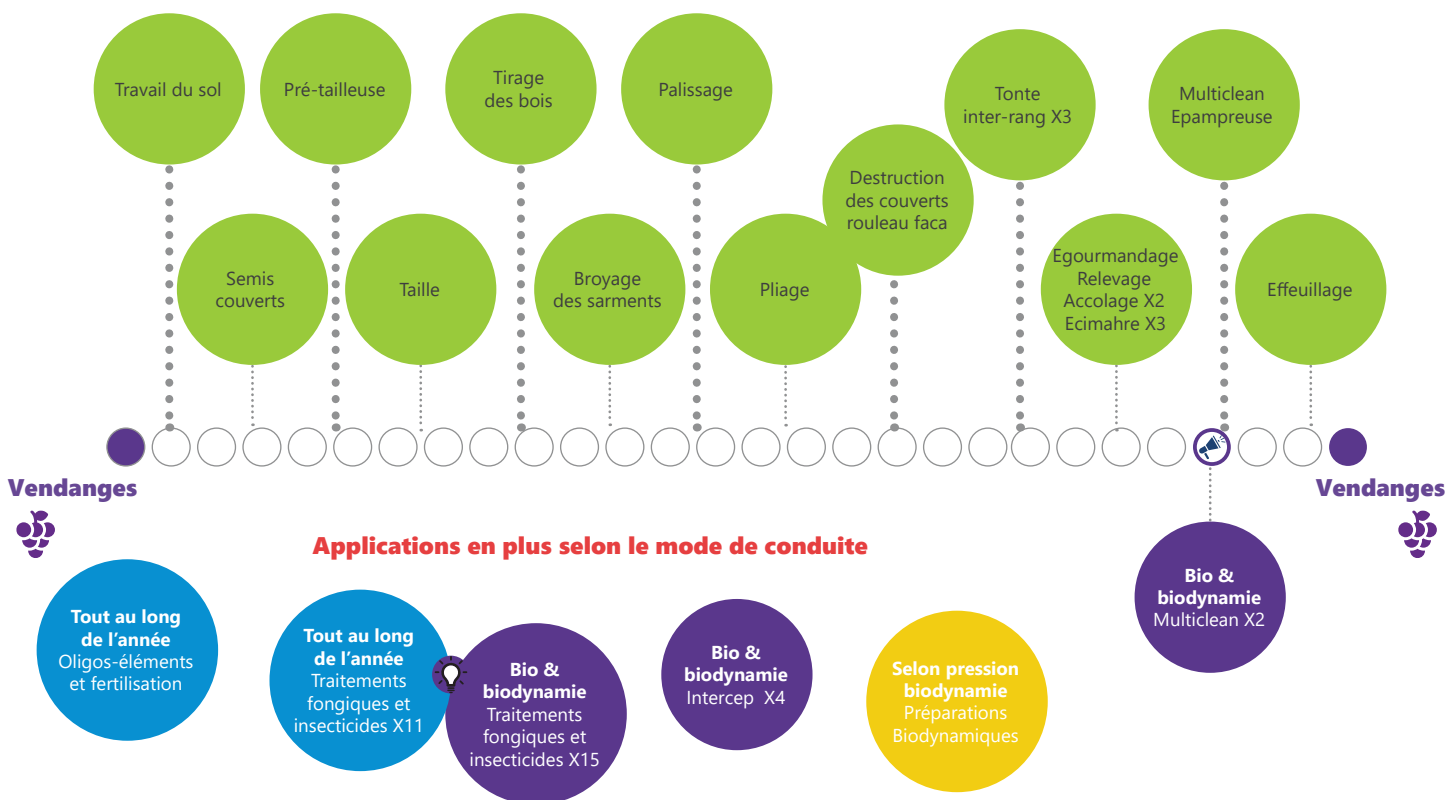 Travail du sol
Pré-tailleuse
Tirage
des bois
Palissage
Tonte
inter-rang X3
Multiclean
Epampreuse
Destruction
des couverts
rouleau faca
Semis
couverts
Taille
Broyage
des sarments
Pliage
Egourmandage
Relevage
Accolage X2
Ecimahre X3
Effeuillage
Vendanges
Vendanges
Applications en plus selon le mode de conduite
Tout au long
de l'année
Oligos-éléments
et fertilisation
Tout au long
de l'année
Traitements
fongiques et
insecticides X11
Bio &
biodynamie
Traitements
fongiques et
insecticides X15
Bio &
biodynamie
Intercep X4
Selon pression
biodynamie
Préparations
Biodynamiques
Bio &
biodynamie
Multiclean X2